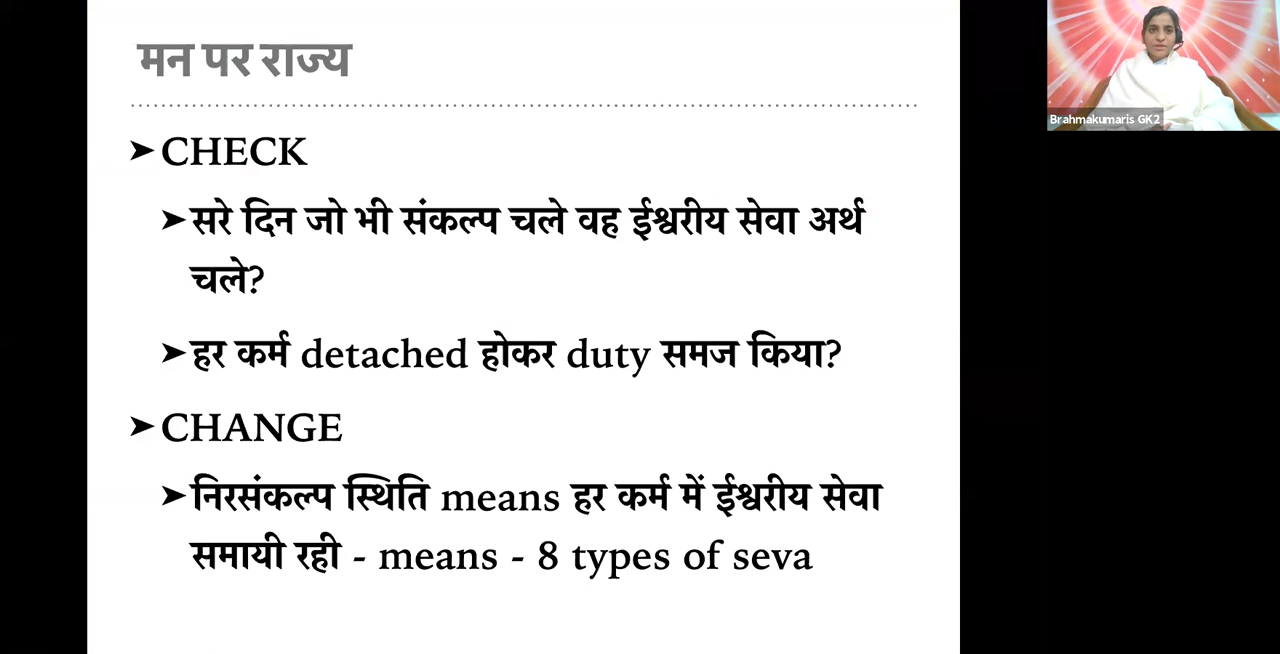 मन पर राज्य
➤CHECK
➤सरे दिन जो भी संकल्प चले वह ईश्वरीय सेवा अर्थ
चले?
➤हर कर्म detached होकर duty समज किया?
➤CHANGE
➤निरसंकल्प स्थिति means हर कर्म में ईश्वरीय सेवा
समायी रही - means - 8 types of seva
Brahmakumaris GK2